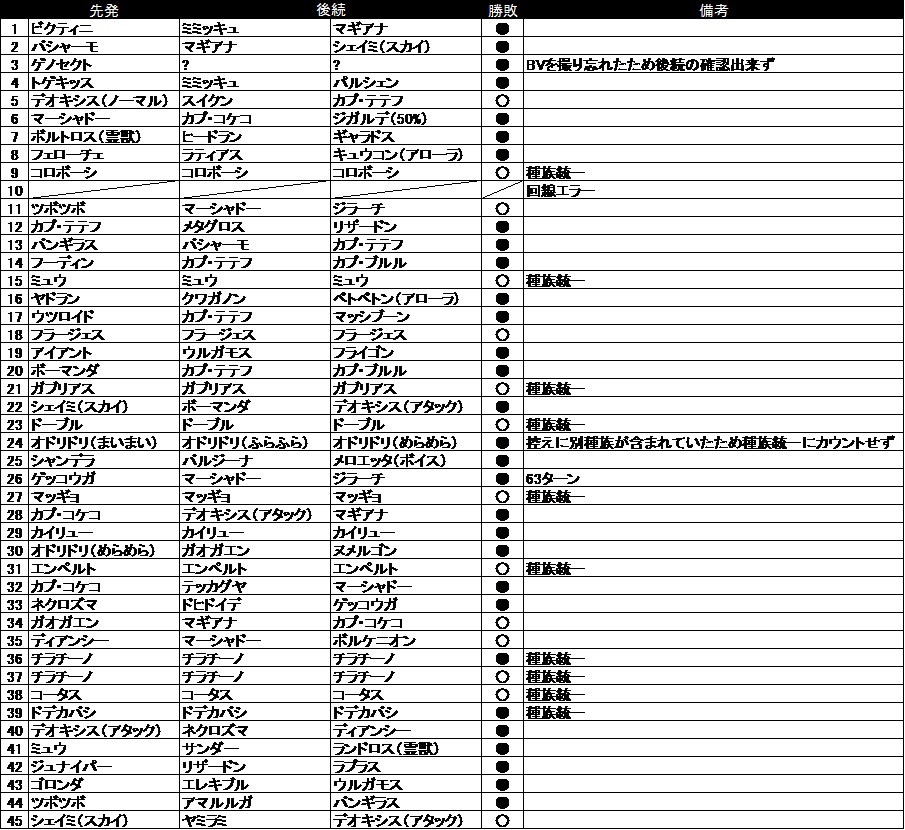 先発 後続 勝敗 備考
1 ビクティニ ミミッキュ マギアナ ●
2 バシャーモ マギアナ シェイミ(スカイ) ●
3 ゲノセクト ? ? ● BVを撮り忘れたため後続の確認出来ず
4 トゲキッス ミミッキュ パルシェン ●
5 デオキシス(ノーマル) スイクン カプ・テテフ ○
6 マーシャドー カプ・コケコ ジガルデ(50%) ●
7 ボルトロス(霊獣) ヒードラン ギャラドス ●
8 フェローチェ ラティアス キュウコン(アローラ) ●
9 コロボーシ コロボーシ コロボーシ ○ 種族統一
10 回線エラー
11 ツボツボ マーシャドー ジラーチ ○
12 カプ・テテフ メタグロス リザードン ●
13 バンギラス バシャーモ カプ・テテフ ●
14 フーディン カプ・テテフ カプ・ブルル ●
15 ミュウ ミュウ ミュウ ○ 種族統一
16 ヤドラン クワガノン ベトベトン(アローラ) ●
17 ウツロイド カプ・テテフ マッシブーン ●
18 フラージェス フラージェス フラージェス ○
19 アイアント ウルガモス フライゴン ●
20 ボーマンダ カプ・テテフ カプ・ブルル ●
21 ガブリアス ガブリアス ガブリアス ○ 種族統一
22 シェイミ(スカイ) ボーマンダ デオキシス(アタック) ●
23 ドーブル ドーブル ドーブル ○ 種族統一
24 オドリドリ(まいまい) オドリドリ(ふらふら) オドリドリ(めらめら) ● 控えに別種族が含まれていたため種族統一にカウントせず
25 シャンデラ バルジーナ メロエッタ(ボイス) ●
26 ゲッコウガ マーシャドー ジラーチ ● 63ターン
27 マッギョ マッギョ マッギョ ○ 種族統一
28 カプ・コケコ デオキシス(アタック) マギアナ ●
29 カイリュー カイリュー カイリュー ●
30 オドリドリ(めらめら) ガオガエン ヌメルゴン ●
31 エンペルト エンペルト エンペルト ○ 種族統一
32 カプ・コケコ テッカグヤ マーシャドー ●
33 ネクロズマ ドヒドイデ ゲッコウガ ●
34 ガオガエン マギアナ カプ・コケコ ○
35 ディアンシー マーシャドー ボルケニオン ○
36 チラチーノ チラチーノ チラチーノ ● 種族統一
37 チラチーノ チラチーノ チラチーノ ○ 種族統一
38 コータス コータス コータス ○ 種族統一
39 ドデカバシ ドデカバシ ドデカバシ ● 種族統一
40 デオキシス(アタック) ネクロズマ ディアンシー ●
41 ミュウ サンダー ランドロス(霊獣) ●
42 ジュナイパー リザードン ラプラス ●
43 ゴロンダ エレキブル ウルガモス ●
44 ツボツボ アマルルガ バンギラス ●
45 シェイミ(スカイ) ヤミラミ デオキシス(アタック) ○